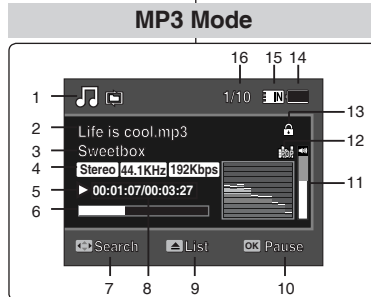 MP3 Mode
16 15 14
1 1/10 IN
13
2 Life is cool.mp3 12
3 Sweetbox
4 Stereo 44.1KHz 192Kbps
5 00:01:07/00:03:27 11
6
Search List OK Pause
7 8 9 10